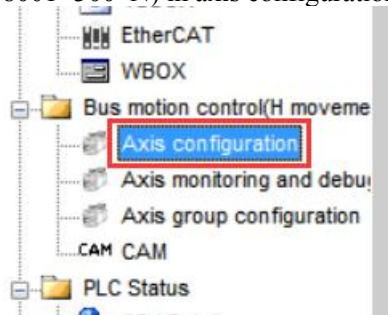 EtherCAT
WBOX
Bus motion control(H moveme
Axis configuration
Axis monitoring and debu
Axis group configuration
CAM CAM
PLC Status